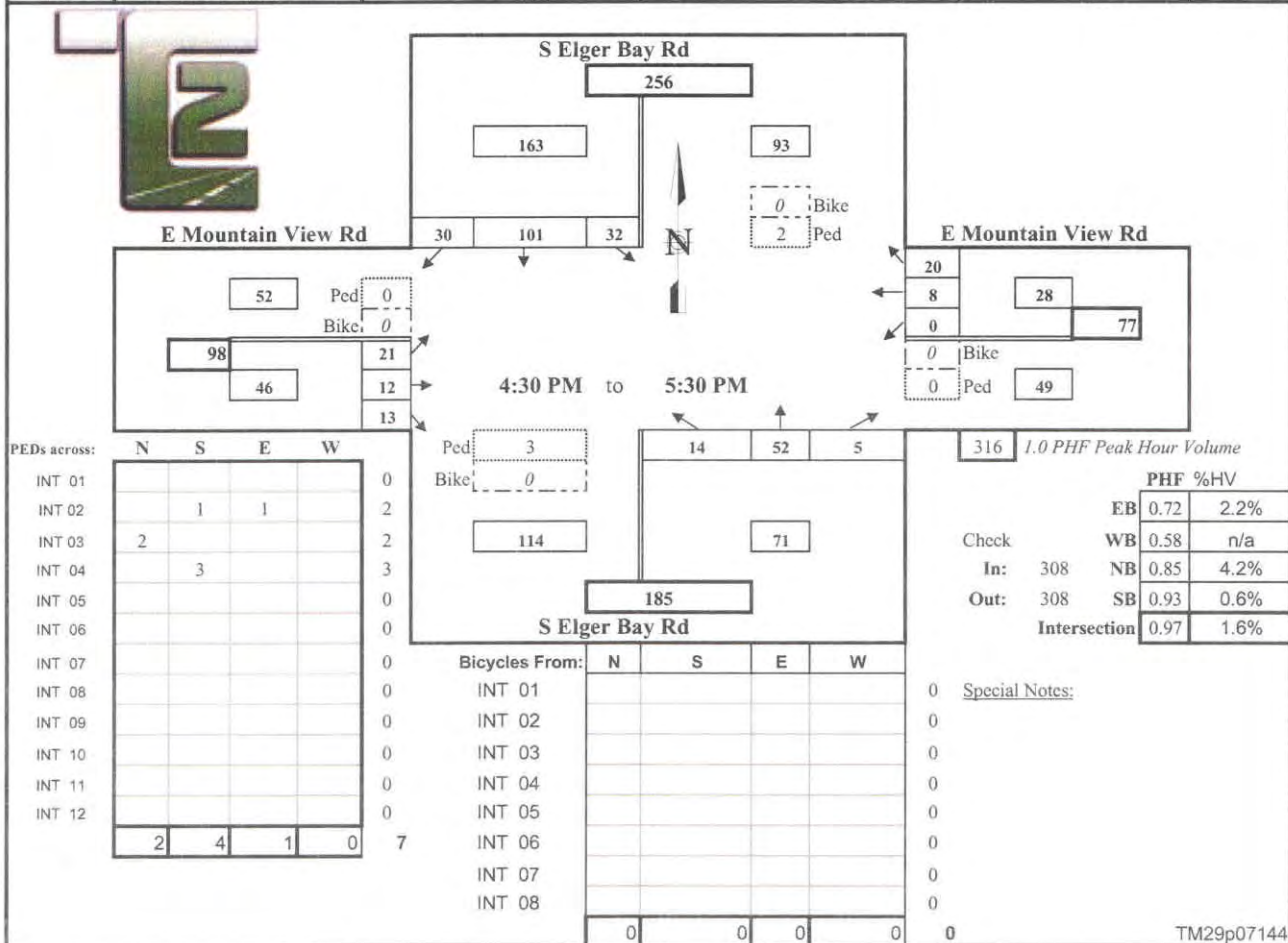 T2
S Elger Bay Rd
256
163 93
0 Bike
2 Ped
E Mountain View Rd 30 101 32 N E Mountain View Rd
20
52 Ped 0 8 28
Bike 0 0 77
98 21 0 Bike
46 12 4:30 PM to 5:30 PM 0 Ped 49
13
PEDs across: N S E W Ped 3 14 52 5 316 1.0 PHF Peak Hour Volume
INT 01 0 Bike 0 PHF %HV
INT 02 1 1 2 EB 0.72 2.2%
INT 03 2 2 114 71 Check WB 0.58 n/a
INT 04 3 3 In: 308 NB 0.85 4.2%
INT 05 0 185 Out: 308 SB 0.93 0.6%
INT 06 0 S Elger Bay Rd Intersection 0.97 1.6%
INT 07 0 Bicycles From: N S E W
INT 08 0 INT 01 0 Special Notes:
INT 09 0 INT 02 0
INT 10 0 INT 03 0
INT 11 0 INT 04 0
INT 12 0 INT 05 0
2 4 1 0 7 INT 06 0
INT 07 0
INT 08 0
0 0 0 0 0 TM29p07144